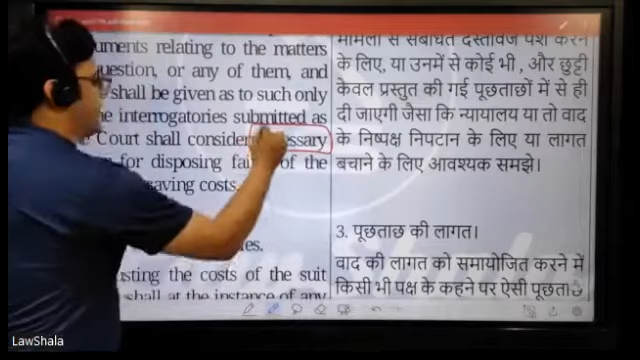 uments relating to the matters
uestion, or any of them, and
shall be given as to such only
e interrogatories submitted as
Court shall consider essary
for disposing fai of the
saving costs.
es.
sting the costs of the suit
shall at the instance of any
मामलों से संबंधित दस्तावेज पेश करने
के लिए, या उनमें से कोई भी , और छुट्टी
केवल प्रस्तुत की गई पूछताछों में से ही
दी जाएगी जैसा कि न्यायालय या तो वाद
के निष्पक्ष निपटान के लिए या लागत
बचाने के लिए आवश्यक समझे।
3. पूछताछ की लागत।
वाद की लागत को समायोजित करने में
किसी भी पक्ष के कहने पर ऐसी पूछताछ
LawShala